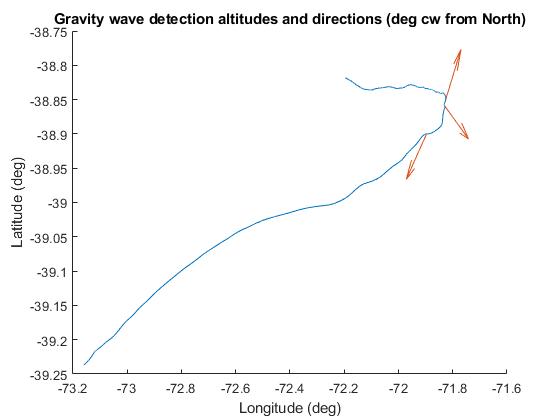 Gravity wave detection altitudes and directions (deg cw from North)
-38.75
-38.8
-38.85
-38.9
-38.95
-39
-39.05
-39.1
-39.15
-39.2
-39.25
Latitude (deg)
-73.2 -73 -72.8 -72.6 -72.4 -72.2 -72 -71.8 -71.6
Longitude (deg)